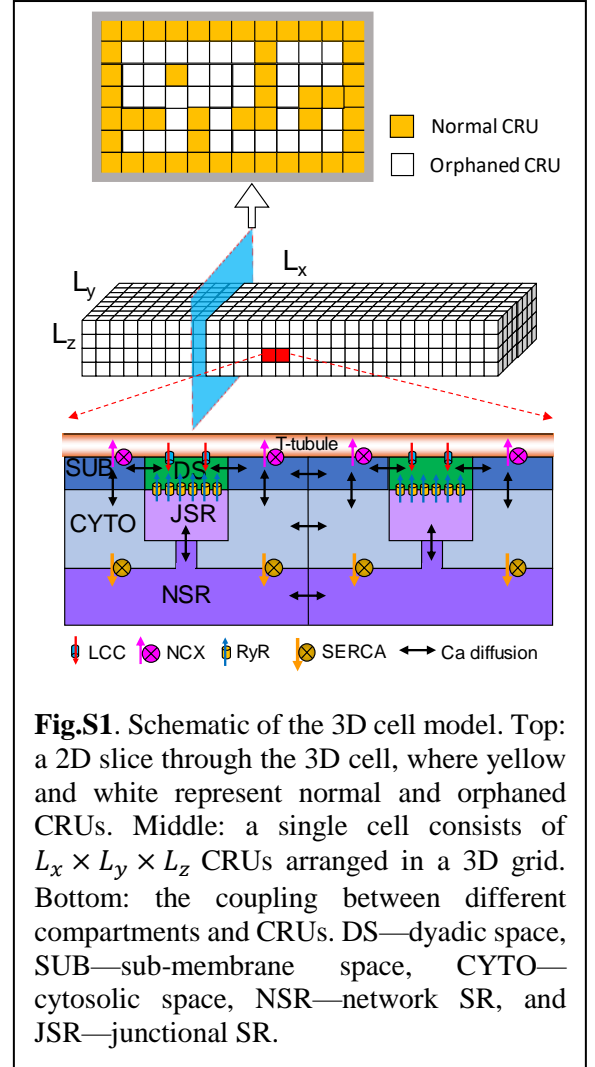 Normal CRU
Orphaned CRU
Lx
Ly
Lz
T-tubule
SUB
DS
JSR
CYTO
NSR
LCC NCX RyR SERCA Ca diffusion
Fig.S1. Schematic of the 3D cell model. Top:
a 2D slice through the 3D cell, where yellow
and white represent normal and orphaned
CRUs. Middle: a single cell consists of
𝐿𝑥 × 𝐿𝑦 × 𝐿𝑧 CRUs arranged in a 3D grid.
Bottom: the coupling between different
compartments and CRUs. DS—dyadic space,
SUB—sub-membrane space, CYTO—
cytosolic space, NSR—network SR, and
JSR—junctional SR.